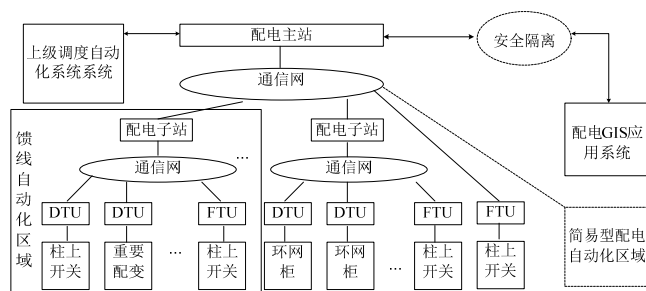 上级调度自动
化系统系统
配电主站
安全隔离
通信网
配电GIS应
用系统
馈
线
自
动
化
区
域
配电子站
...
配电子站
通信网
通信网
DTU
DTU
FTU
DTU
DTU
FTU
FTU
柱上
开关
重要
配变
...
柱上
开关
环网
柜
环网
柜
...
柱上
开关
柱上
开关
简易型配电
自动化区域